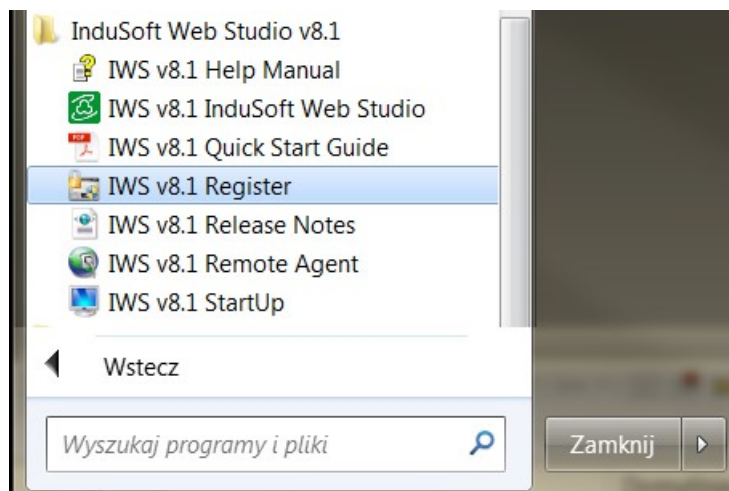 InduSoft Web Studio v8.1
IWS v8.1 Help Manual
IWS v8.1 InduSoft Web Studio
IWS v8.1 Quick Start Guide
IWS v8.1 Register
IWS v8.1 Release Notes
IWS v8.1 Remote Agent
IWS v8.1 StartUp
Wstecz
Wyszukaj programy i pliki
Zamknij